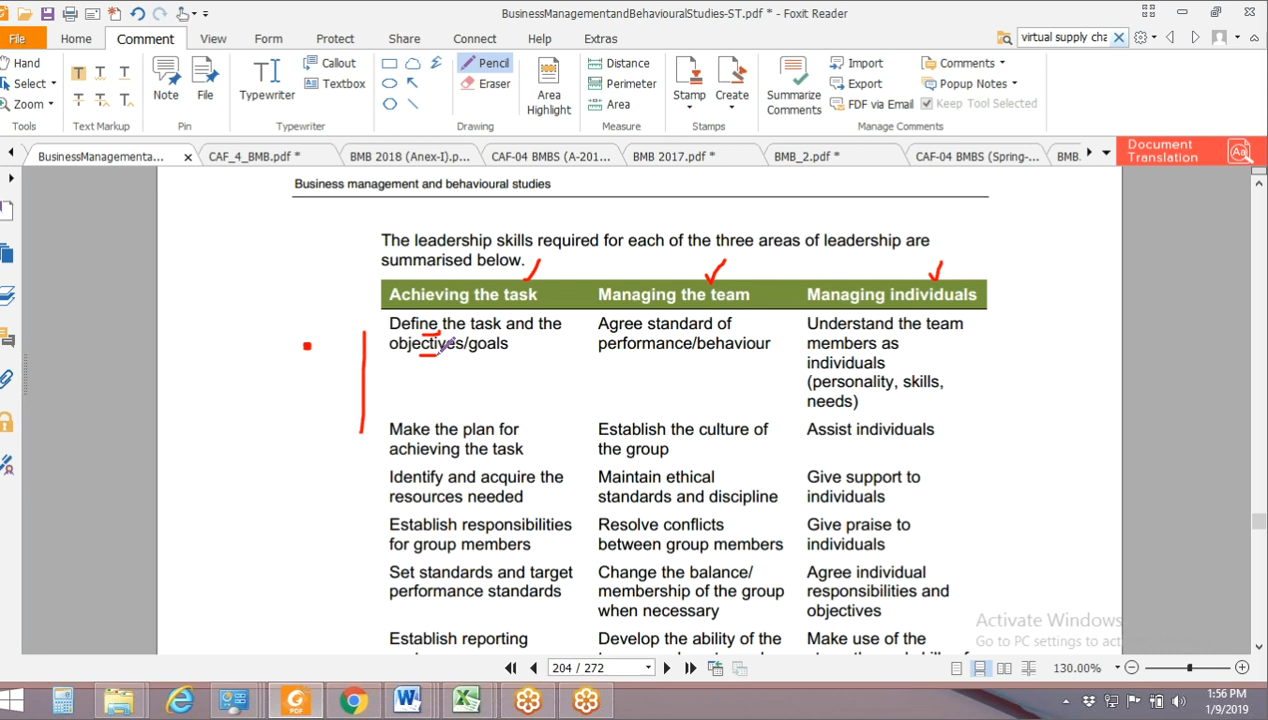 BusinessManagementandBehaviouralStudies-ST.pdf * - Foxit Reader
File Home Comment View Form Protect Share Connect Help Extras virtual supply cha
Hand Callout Pencil Distance Import Comments
Select Note File Typewriter Textbox Eraser Area Highlight Perimeter Stamp Create Summarize Comments Export Popup Notes
Zoom Area FDF via Email Keep Tool Selected
Tools Text Markup Pin Typewriter Drawing Measure Stamps Manage Comments
BusinessManagementa... CAF_4_BMB.pdf * BMB 2018 (Anex-I).p... CAF-04 BMBS (A-201... BMB 2017.pdf * BMB_2.pdf * CAF-04 BMBS (Spring-... BMB.
Document
Translation
Business management and behavioural studies
The leadership skills required for each of the three areas of leadership are
summarised below.
Achieving the task Managing the team Managing individuals
Define the task and the
objectives/goals
Agree standard of
performance/behaviour
Understand the team
members as
individuals
(personality, skills,
needs)
Make the plan for
achieving the task
Establish the culture of
the group
Assist individuals
Identify and acquire the
resources needed
Maintain ethical
standards and discipline
Give support to
individuals
Establish responsibilities
for group members
Resolve conflicts
between group members
Give praise to
individuals
Set standards and target
performance standards
Change the balance/
membership of the group
when necessary
Agree individual
responsibilities and
objectives
Establish reporting
Develop the ability of the
Make use of the
Activate Windows
Go to PC settings to act
204 / 272 130.00%
1:56 PM
1/9/2019